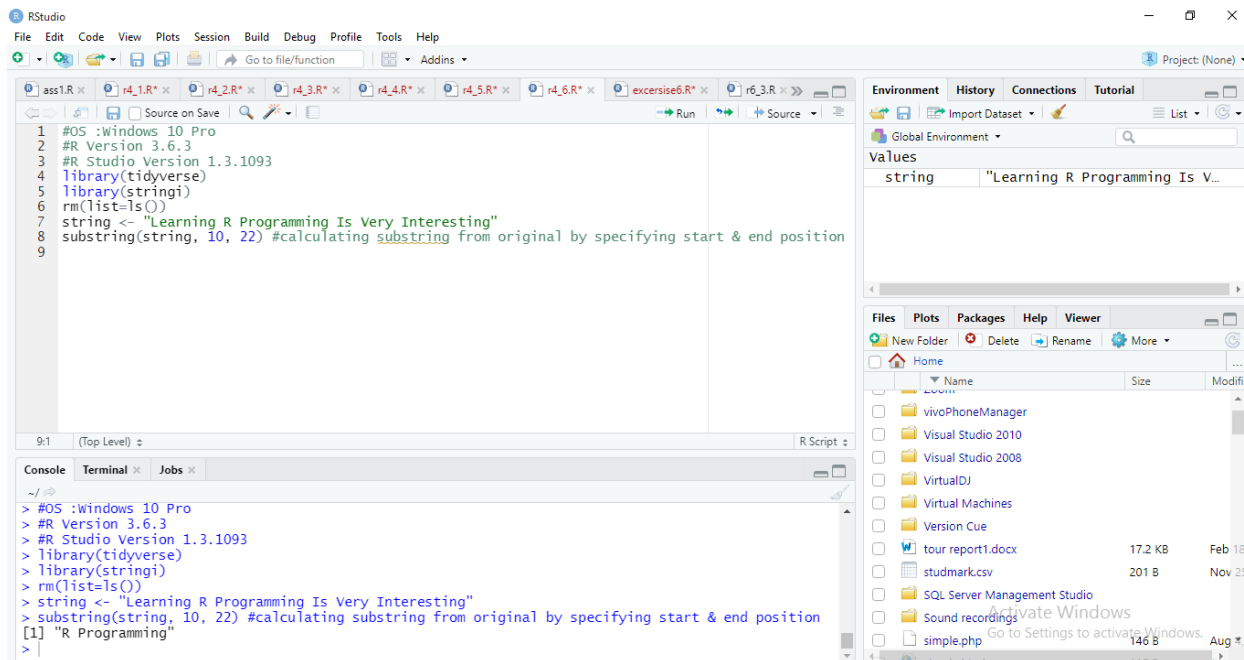 RStudio
File Edit Code View Plots Session Build Debug Profile Tools Help
Go to file/function Addins Project: (None)
ass1.R r4_1.R* r4_2.R* r4_3.R* r4_4.R* r4_5.R* r4_6.R* excersise6.R* r6_3.R
Source on Save Run Source
1 #OS :Windows 10 Pro
2 #R Version 3.6.3
3 #R Studio Version 1.3.1093
4 library(tidyverse)
5 library(stringi)
6 rm(list=ls())
7 string <- "Learning R Programming Is Very Interesting"
8 substring(string, 10, 22) #calculating substring from original by specifying start & end position
9
9:1 (Top Level) R Script
Console Terminal Jobs
~/
> #OS :Windows 10 Pro
> #R Version 3.6.3
> #R Studio Version 1.3.1093
> library(tidyverse)
> library(stringi)
> rm(list=ls())
> string <- "Learning R Programming Is Very Interesting"
> substring(string, 10, 22) #calculating substring from original by specifying start & end position
[1] "R Programming"
>
Environment History Connections Tutorial
Import Dataset List
Global Environment
Values
string "Learning R Programming Is V…
Files Plots Packages Help Viewer
New Folder Delete Rename More
Home ...
Name Size Modifi
Zoom
vivoPhoneManager
Visual Studio 2010
Visual Studio 2008
VirtualDJ
Virtual Machines
Version Cue
tour report1.docx 17.2 KB Feb 18
studmark.csv 201 B Nov 2
SQL Server Management Studio
Sound recordings
simple.php 146 B Aug
Activate Windows
Go to Settings to activate Windows.